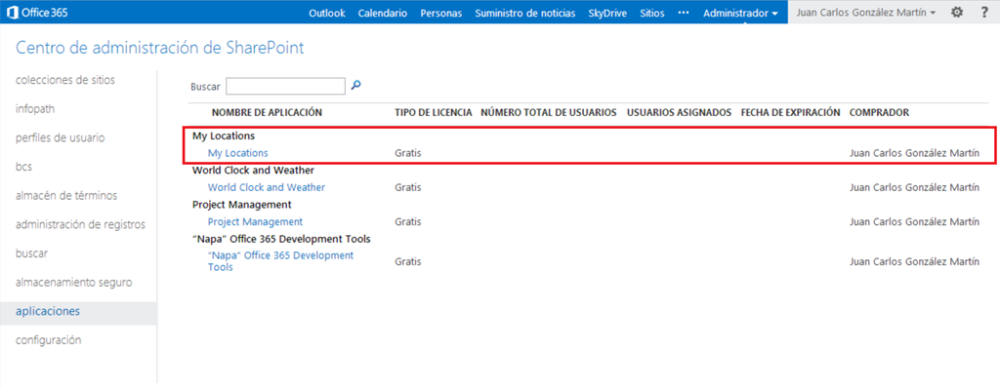 Office 365 Outlook Calendario Personas Suministro de noticias SkyDrive Sitios ··· Administrador Juan Carlos González Martín ?
Centro de administración de SharePoint
colecciones de sitios
infopath
perfiles de usuario
bcs
almacén de términos
administración de registros
buscar
almacenamiento seguro
aplicaciones
configuración
Buscar
NOMBRE DE APLICACIÓN TIPO DE LICENCIA NÚMERO TOTAL DE USUARIOS USUARIOS ASIGNADOS FECHA DE EXPIRACIÓN COMPRADOR
My Locations
My Locations Gratis Juan Carlos González Martín
World Clock and Weather
World Clock and Weather Gratis Juan Carlos González Martín
Project Management
Project Management Gratis Juan Carlos González Martín
"Napa" Office 365 Development Tools
"Napa" Office 365 Development
Tools Gratis Juan Carlos González Martín